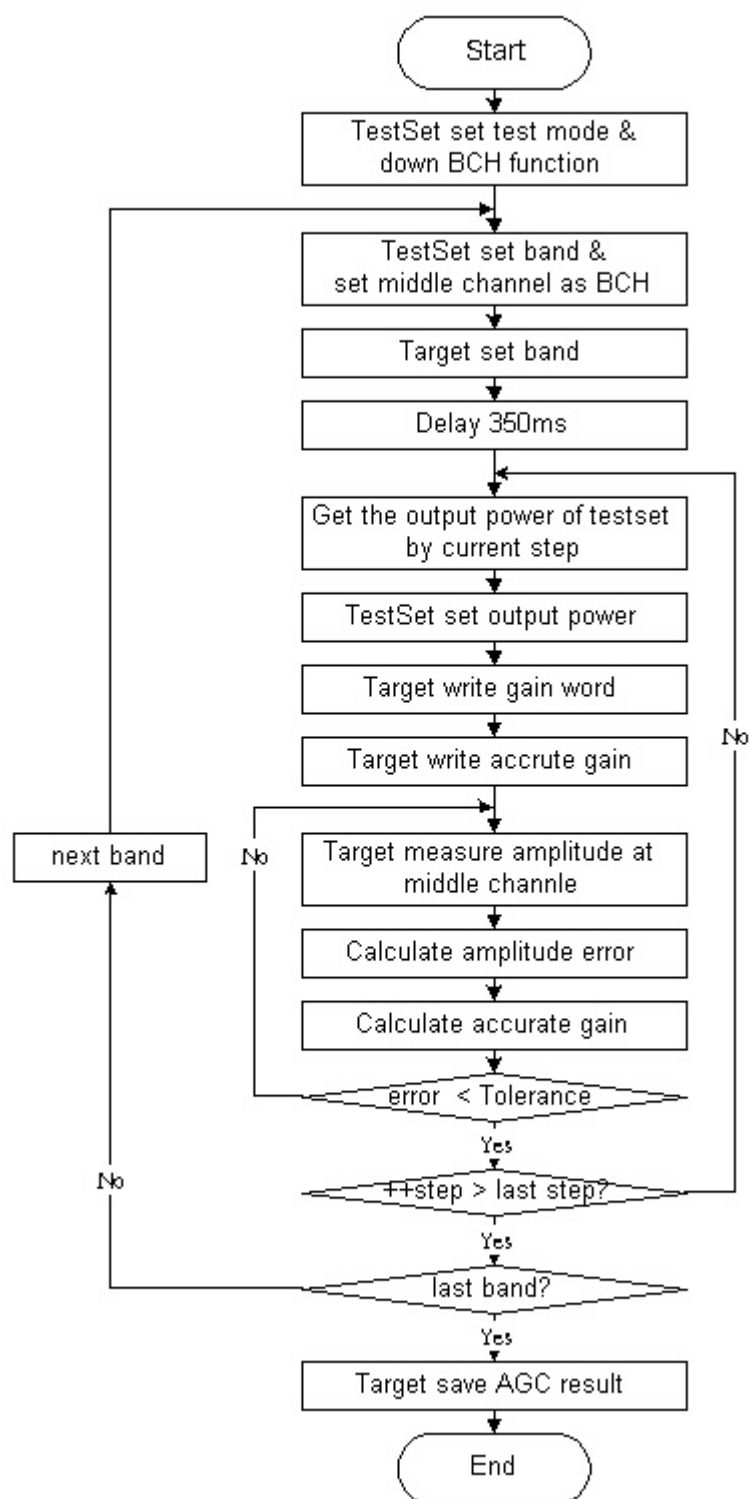 Start
TestSet set test mode &
down BCH function
TestSet set band &
set middle channel as BCH
Target set band
Delay 350ms
Get the output power of testset
by current step
TestSet set output power
Target write gain word
No
Target write accrute gain
next band
No
Target measure amplitude at
middle channle
Calculate amplitude error
Calculate accurate gain
error < Tolerance
Yes
No
++step > last step?
Yes
last band?
Yes
Target save AGC result
End